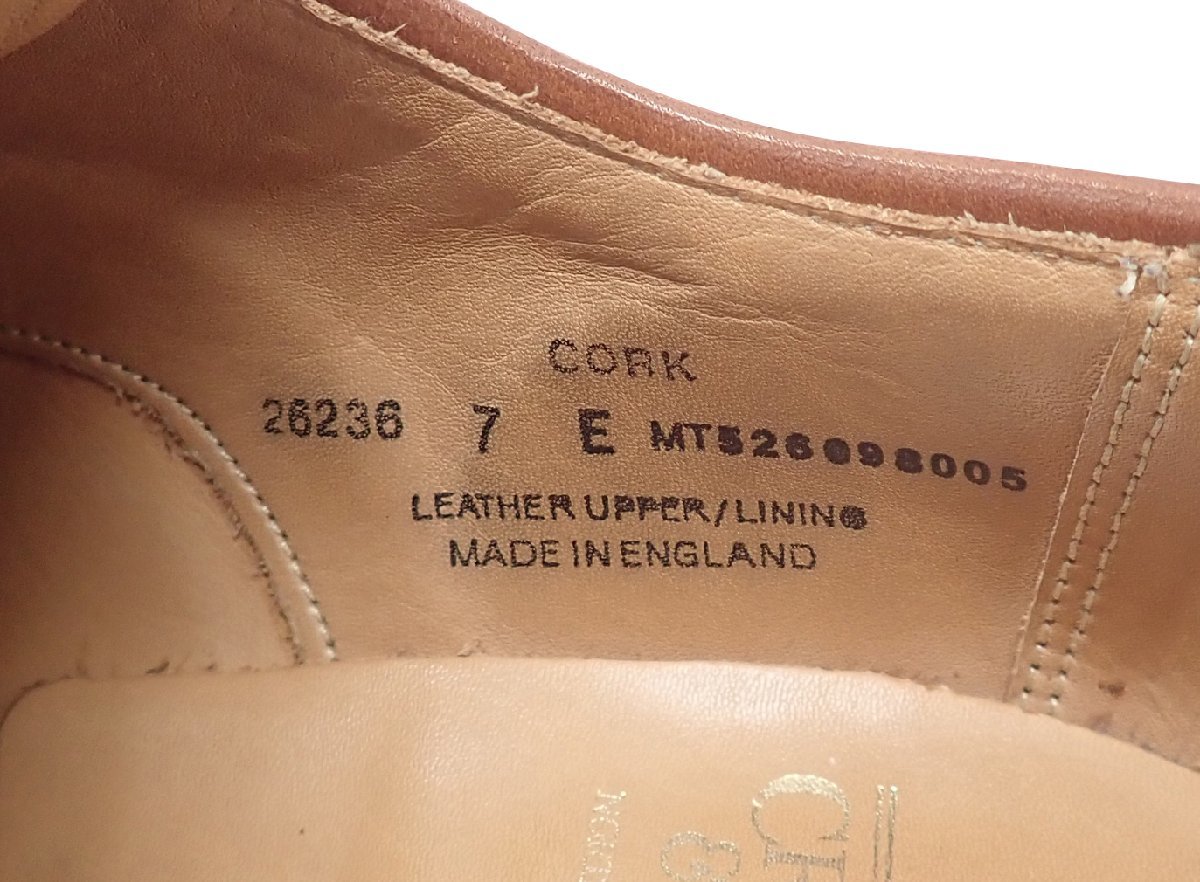 CORK
26236 7 E MT526098005
LEATHER UPPER/LINING
MADE IN ENGLAND